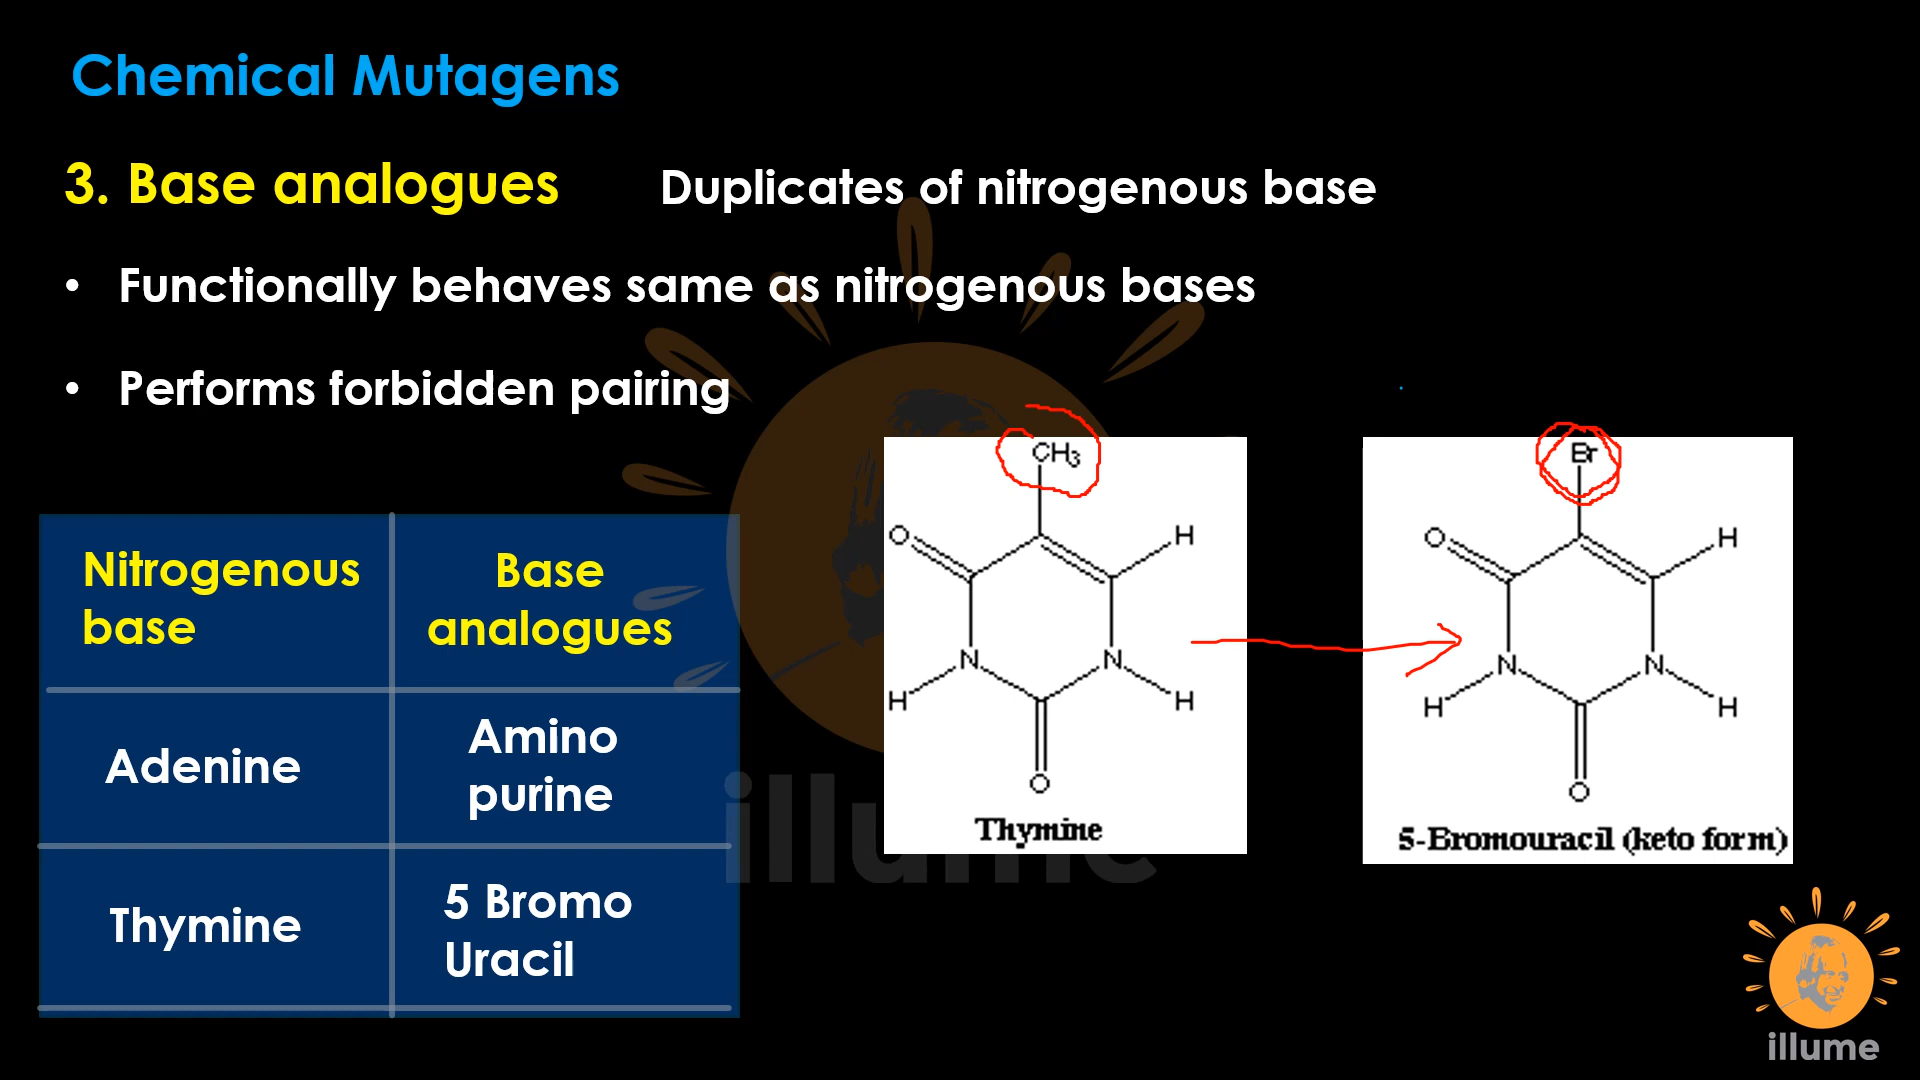 Chemical Mutagens
3. Base analogues
Duplicates of nitrogenous base
• Functionally behaves same as nitrogenous bases
• Performs forbidden pairing
Nitrogenous
base
Base
analogues
Adenine
Amino
purine
Thymine
5 Bromo
Uracil
CH3
O
H
N
N
H
H
O
Thymine
Br
O
H
N
N
H
H
O
5-Bromouracil (keto form)
illume
illume